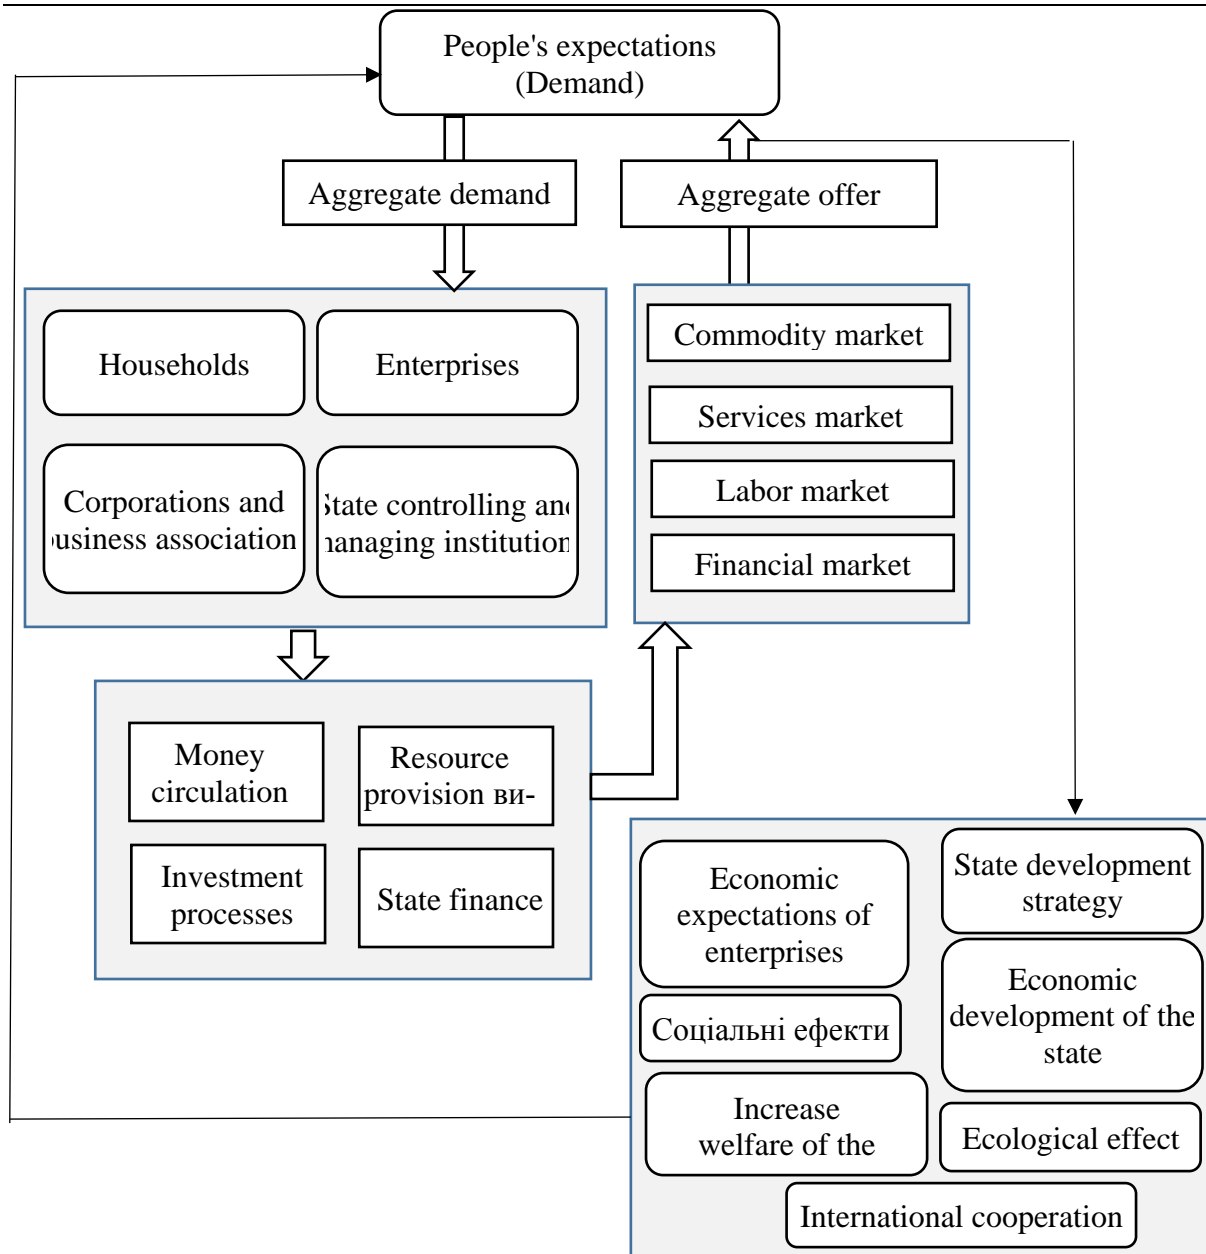 People's expectations
(Demand)
Aggregate demand
Aggregate offer
Households
Enterprises
Corporations and
business association
State controlling and
managing institution
Commodity market
Services market
Labor market
Financial market
Money
circulation
Resource
provision ви-
Investment
processes
State finance
Economic
expectations of
enterprises
State development
strategy
Economic
development of the
state
Соціальні ефекти
Increase
welfare of the
Ecological effect
International cooperation